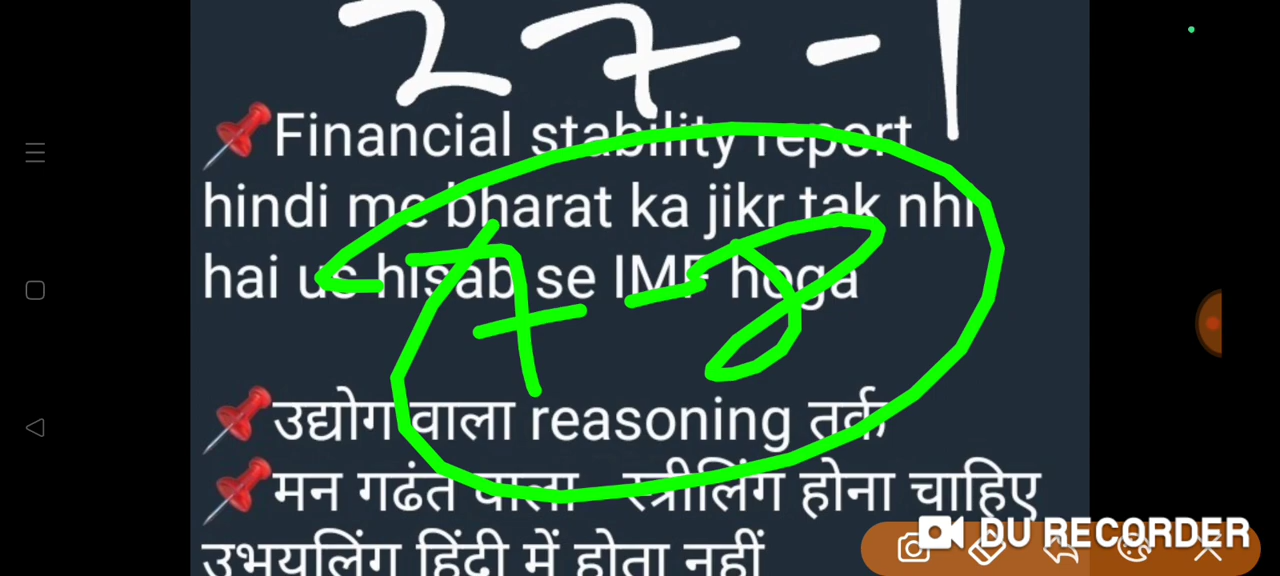 27-1
📌Financial stability report
hindi me bharat ka jikr tak nhi
hai us hisab se IMF hoga
7-8
📌उद्योग वाला reasoning तर्क
📌मन गढंत वाला स्त्रीलिंग होना चाहिए
उभयलिंग हिंदी में होता नहीं
DU RECORDER